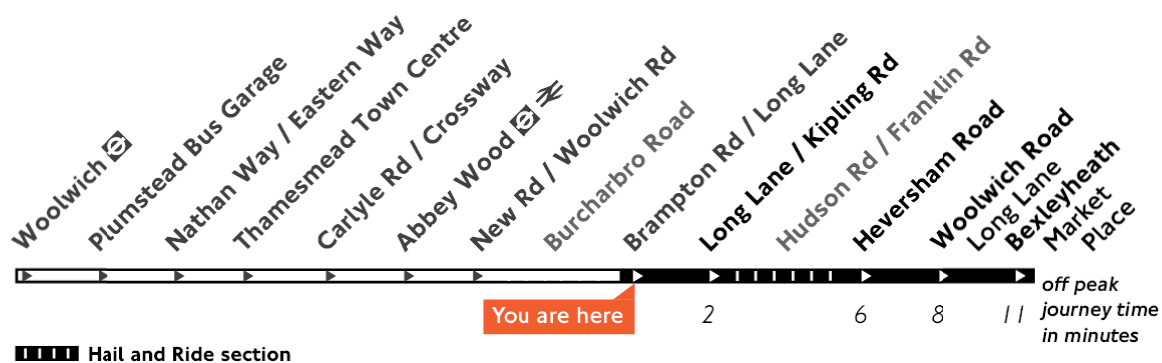 Woolwich
Plumstead Bus Garage
Nathan Way / Eastern Way
Thamesmead Town Centre
Carlyle Rd / Crossway
Abbey Wood
New Rd / Woolwich Rd
Burcharbro Road
Brampton Rd / Long Lane
Long Lane / Kipling Rd
Hudson Rd / Franklin Rd
Heversham Road
Woolwich Road
Long Lane
Bexleyheath
Market
Place
You are here
2
6
8
11
off peak
journey time
in minutes
Hail and Ride section